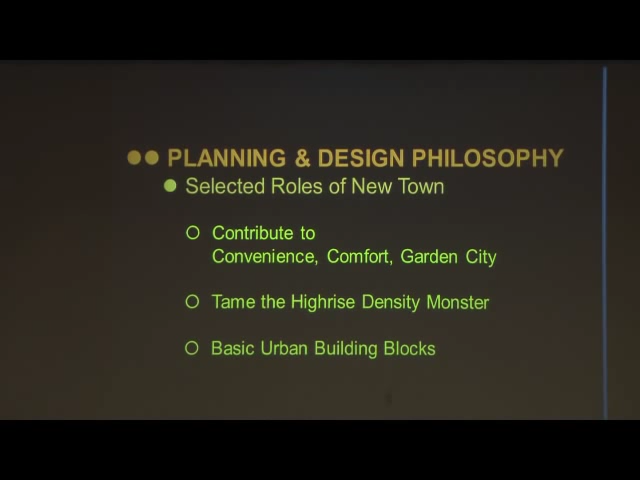 PLANNING & DESIGN PHILOSOPHY
Selected Roles of New Town
Contribute to
Convenience, Comfort, Garden City
Tame the Highrise Density Monster
Basic Urban Building Blocks